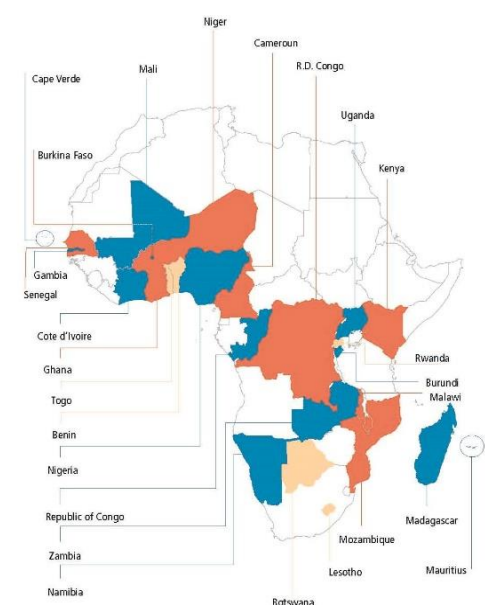 Niger
Cameroun
R.D. Congo
Mali
Cape Verde
Uganda
Burkina Faso
Kenya
Gambia
Senegal
Cote d'Ivoire
Ghana
Rwanda
Togo
Burundi
Malawi
Benin
Nigeria
Republic of Congo
Madagascar
Mozambique
Zambia
Lesotho
Mauritius
Namibia
Botswana